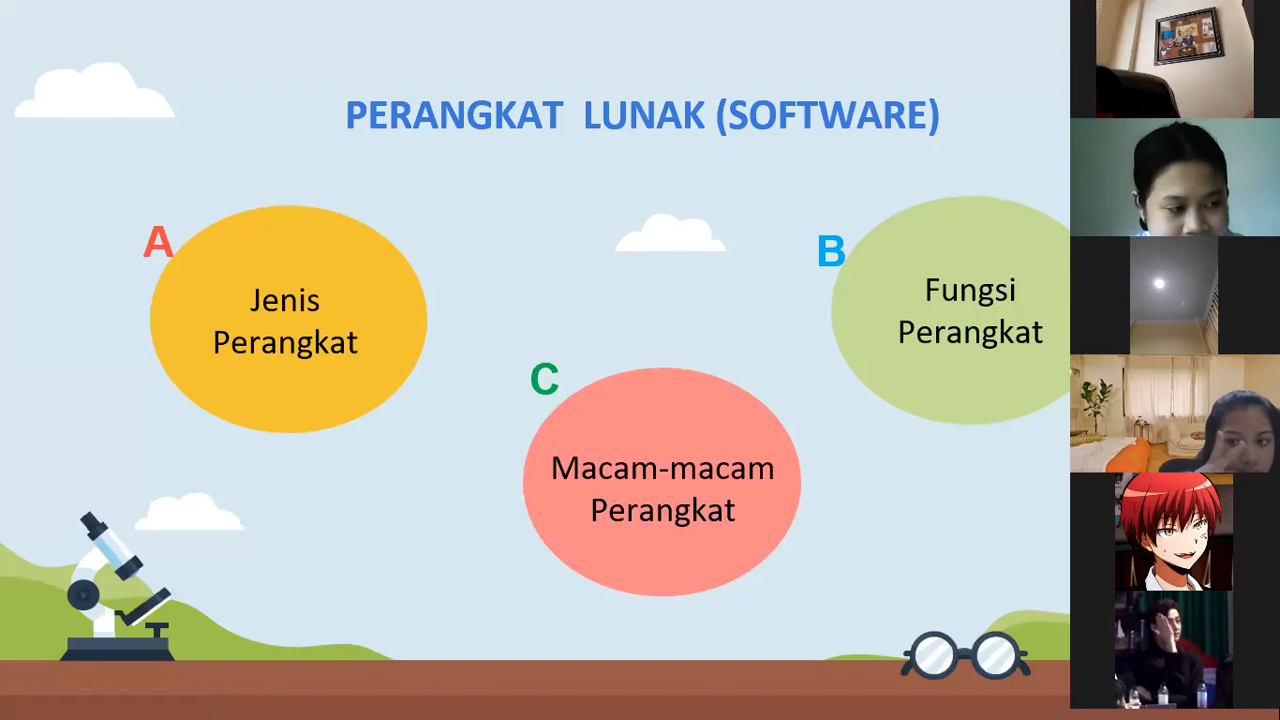 PERANGKAT LUNAK (SOFTWARE)
A
Jenis
Perangkat
B
Fungsi
Perangkat
C
Macam-macam
Perangkat